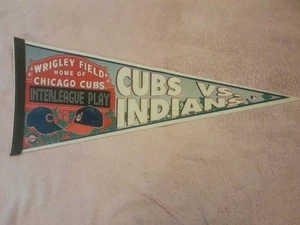 WRIGLEY FIELD
HOME OF
CHICAGO CUBS
INTERLEAGUE PLAY
CUBS VS.
INDIANS